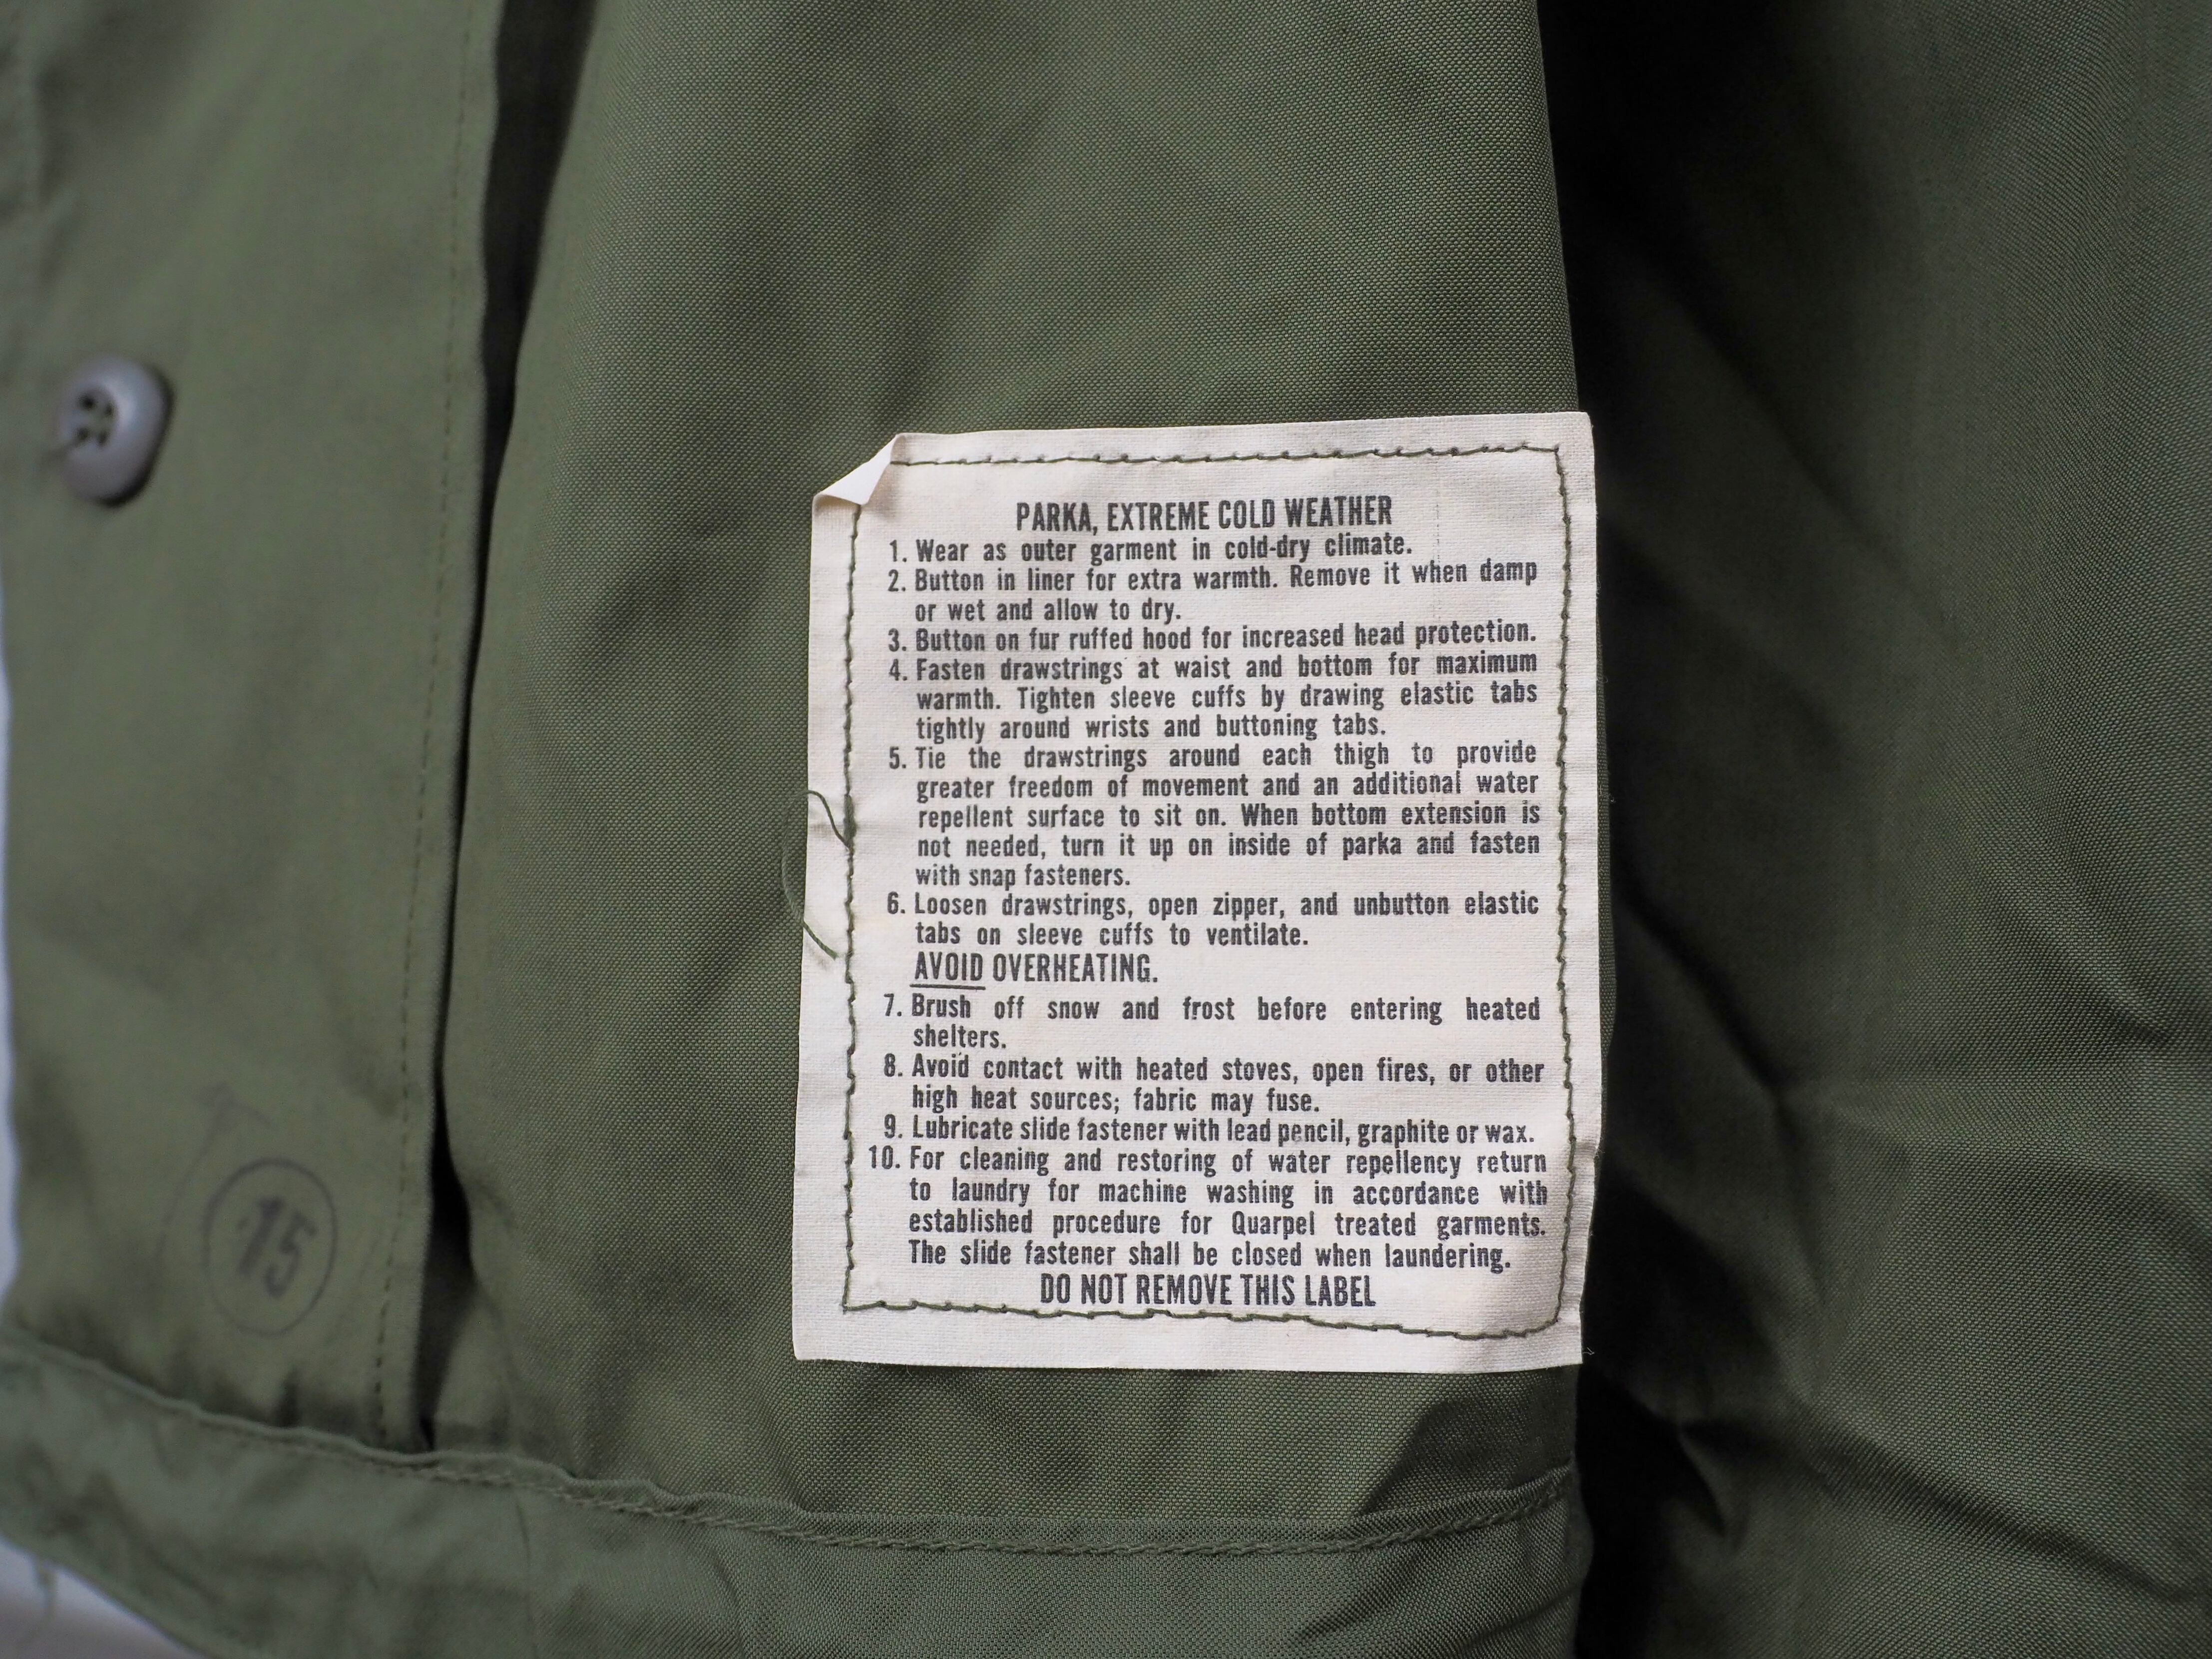 PARKA, EXTREME COLD WEATHER
1. Wear as outer garment in cold-dry climate.
2. Button in liner for extra warmth. Remove it when damp
or wet and allow to dry.
3. Button on fur ruffed hood for increased head protection.
4. Fasten drawstrings at waist and bottom for maximum
warmth. Tighten sleeve cuffs by drawing elastic tabs
tightly around wrists and buttoning tabs.
5. Tie the drawstrings around each thigh to provide
greater freedom of movement and an additional water
repellent surface to sit on. When bottom extension is
not needed, turn it up on inside of parka and fasten
with snap fasteners.
6. Loosen drawstrings, open zipper, and unbutton elastic
tabs on sleeve cuffs to ventilate.
AVOID OVERHEATING.
7. Brush off snow and frost before entering heated
shelters.
8. Avoid contact with heated stoves, open fires, or other
high heat sources; fabric may fuse.
9. Lubricate slide fastener with lead pencil, graphite or wax.
10. For cleaning and restoring of water repellency return
to laundry for machine washing in accordance with
established procedure for Quarpel treated garments.
The slide fastener shall be closed when laundering.
DO NOT REMOVE THIS LABEL
15